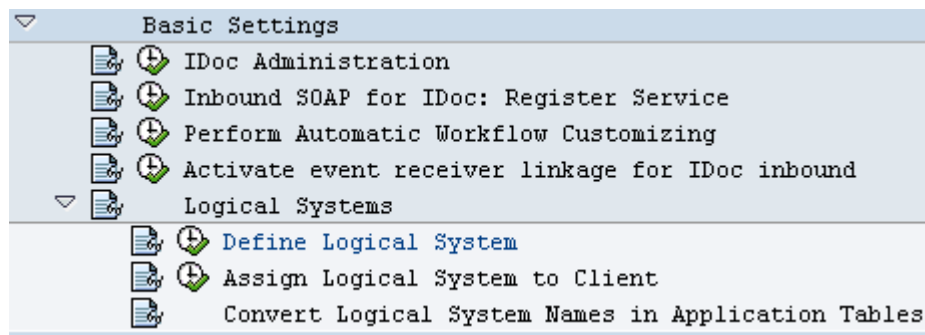 Basic Settings
IDoc Administration
Inbound SOAP for IDoc: Register Service
Perform Automatic Workflow Customizing
Activate event receiver linkage for IDoc inbound
Logical Systems
Define Logical System
Assign Logical System to Client
Convert Logical System Names in Application Tables